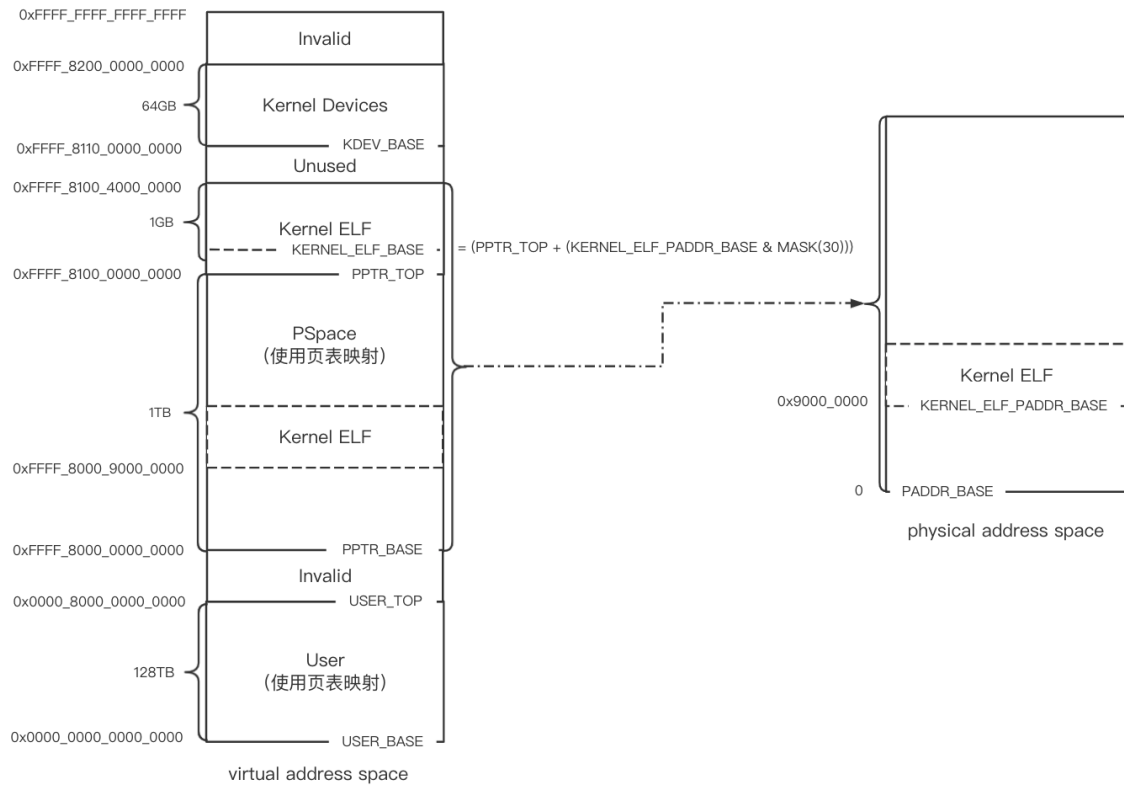 0xFFFF_FFFF_FFFF_FFFF
Invalid
0xFFFF_8200_0000_0000
64GB
Kernel Devices
KDEV_BASE
0xFFFF_8110_0000_0000
Unused
0xFFFF_8100_4000_0000
1GB
Kernel ELF
KERNEL_ELF_BASE
= (PPTR_TOP + (KERNEL_ELF_PADDR_BASE & MASK(30)))
0xFFFF_8100_0000_0000
PPTR_TOP
PSpace
(使用页表映射)
1TB
Kernel ELF
0xFFFF_8000_9000_0000
0xFFFF_8000_0000_0000
PPTR_BASE
Invalid
0x0000_8000_0000_0000
USER_TOP
128TB
User
(使用页表映射)
0x0000_0000_0000_0000
USER_BASE
virtual address space
Kernel ELF
0x9000_0000
KERNEL_ELF_PADDR_BASE
0
PADDR_BASE
physical address space